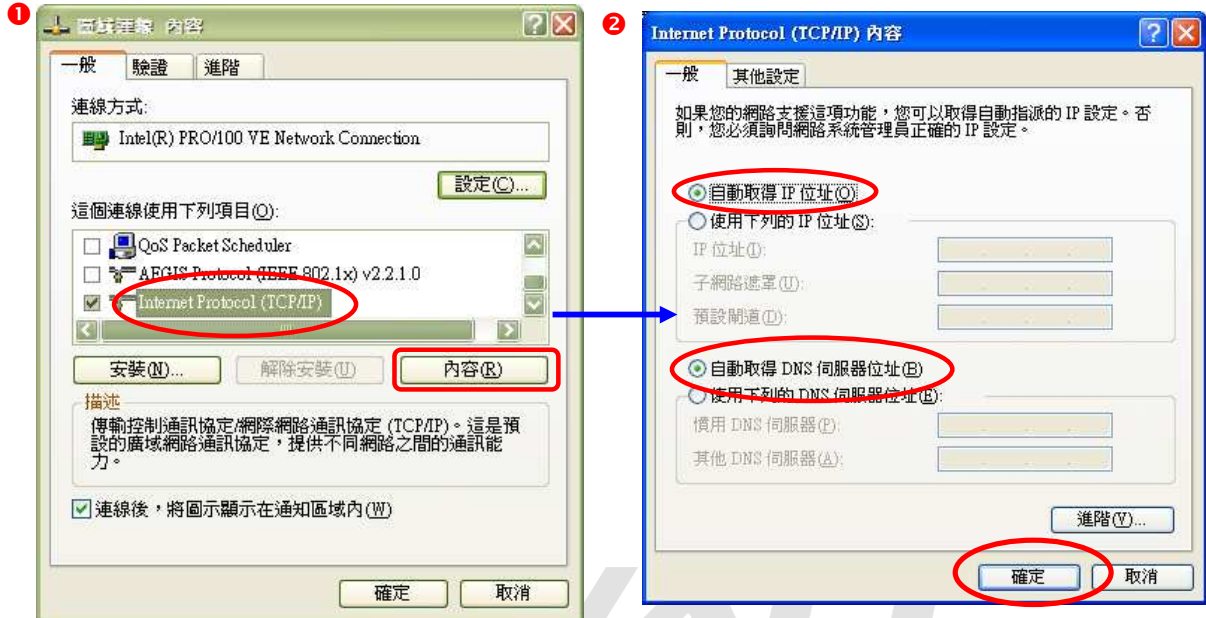 ❶
區域連線 內容
一般 驗證 進階
連線方式:
Intel(R) PRO/100 VE Network Connection
設定(C)...
這個連線使用下列項目(O):
QoS Packet Scheduler
AEGIS Protocol (IEEE 802.1x) v2.2.1.0
Internet Protocol (TCP/IP)
安裝(N)... 解除安裝(U) 內容(R)
描述
傳輸控制通訊協定/網際網路通訊協定 (TCP/IP)。這是預
設的廣域網路通訊協定，提供不同網路之間的通訊能
力。
連線後，將圖示顯示在通知區域內(W)
確定 取消
❷
Internet Protocol (TCP/IP) 內容
一般 其他設定
如果您的網路支援這項功能，您可以取得自動指派的 IP 設定。否
則，您必須詢問網路系統管理員正確的 IP 設定。
自動取得 IP 位址(O)
使用下列的 IP 位址(S):
IP 位址(I):
子網路遮罩(U):
預設閘道(D):
自動取得 DNS 伺服器位址(B)
使用下列的 DNS 伺服器位址(E):
慣用 DNS 伺服器(P):
其他 DNS 伺服器(A):
進階(V)...
確定 取消